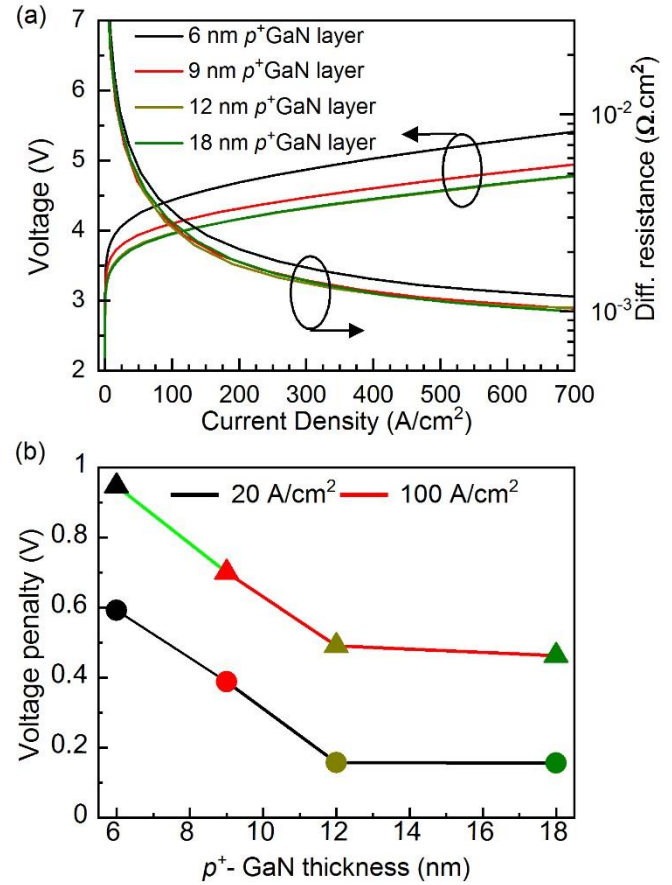 (a)
7
6
5
4
3
2
Voltage (V)
6 nm p⁺GaN layer
9 nm p⁺GaN layer
12 nm p⁺GaN layer
18 nm p⁺GaN layer
10⁻²
10⁻³
Diff. resistance (Ω.cm²)
0 100 200 300 400 500 600 700
Current Density (A/cm²)
(b)
1
0.8
0.6
0.4
0.2
0
Voltage penalty (V)
20 A/cm² 100 A/cm²
6 8 10 12 14 16 18
p⁺- GaN thickness (nm)